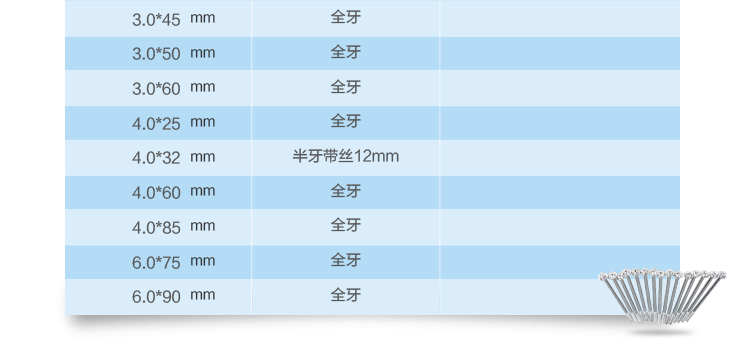 3.0*45 mm 全牙
3.0*50 mm 全牙
3.0*60 mm 全牙
4.0*25 mm 全牙
4.0*32 mm 半牙带丝12mm
4.0*60 mm 全牙
4.0*85 mm 全牙
6.0*75 mm 全牙
6.0*90 mm 全牙